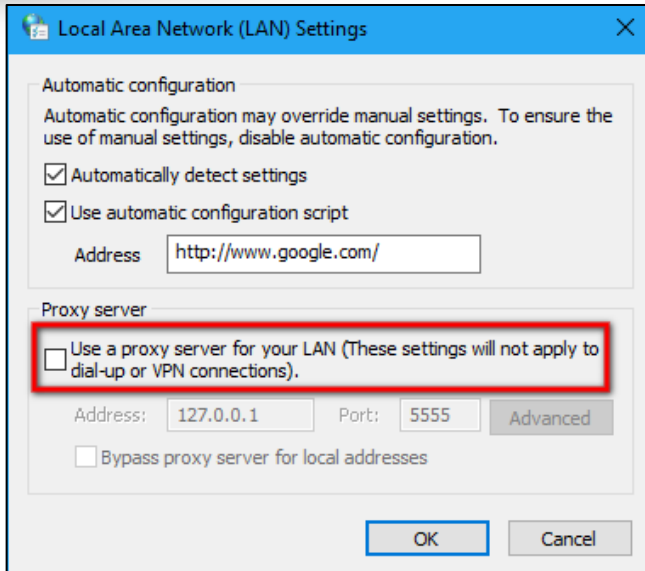 Local Area Network (LAN) Settings
Automatic configuration
Automatic configuration may override manual settings.  To ensure the
use of manual settings, disable automatic configuration.
Automatically detect settings
Use automatic configuration script
Address http://www.google.com/
Proxy server
Use a proxy server for your LAN (These settings will not apply to
dial-up or VPN connections).
Address: 127.0.0.1 Port: 5555 Advanced
Bypass proxy server for local addresses
OK Cancel